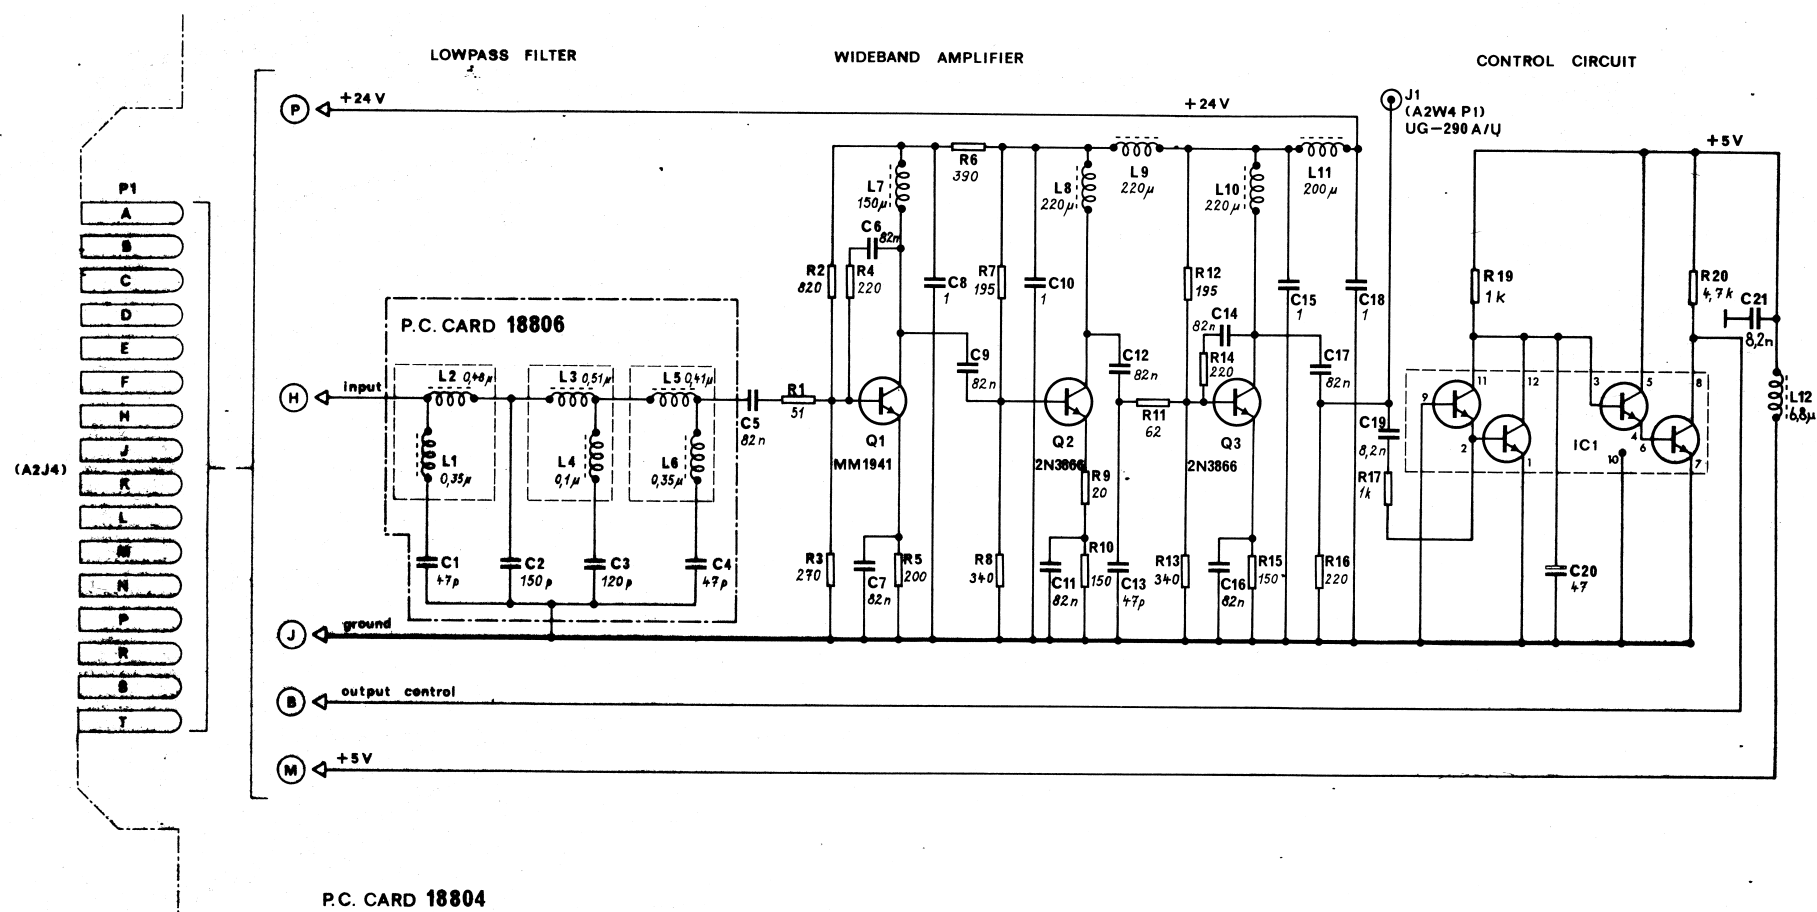 LOWPASS FILTER
WIDEBAND AMPLIFIER
CONTROL CIRCUIT
P
+24V
+24V
J1
(A2W4 P1)
UG-290 A/U
+5V
P1
A
B
C
D
E
F
H
J
K
L
M
N
P
R
S
T
(A2J4)
R6
390
L7
150µ
L8
220µ
L9
220µ
L10
220µ
L11
200µ
C6
82n
R2
820
R4
220
C8
1
R7
195
C10
1
R12
195
C14
82n
R14
220
C15
1
C18
1
R19
1k
R20
4,7k
C21
8,2n
L12
6,8µ
P.C. CARD 18806
H
input
L2 0,48µ
L3 0,51µ
L5 0,41µ
L1
0,35µ
L4
0,1µ
L6
0,35µ
C5
82n
R1
51
Q1
MM1941
C9
82n
Q2
2N3866
R9
20
C12
82n
R11
62
Q3
2N3866
C17
82n
C19
8,2n
R17
1k
9
11
2
12
1
3
5
4
6
8
7
10
IC1
C1
47p
C2
150p
C3
120p
C4
47p
R3
270
C7
82n
R5
200
R8
340
C11
82n
R10
150
C13
47p
R13
340
C16
82n
R15
150
R16
220
C20
47
J
ground
B
output control
M
+5V
P.C. CARD 18804